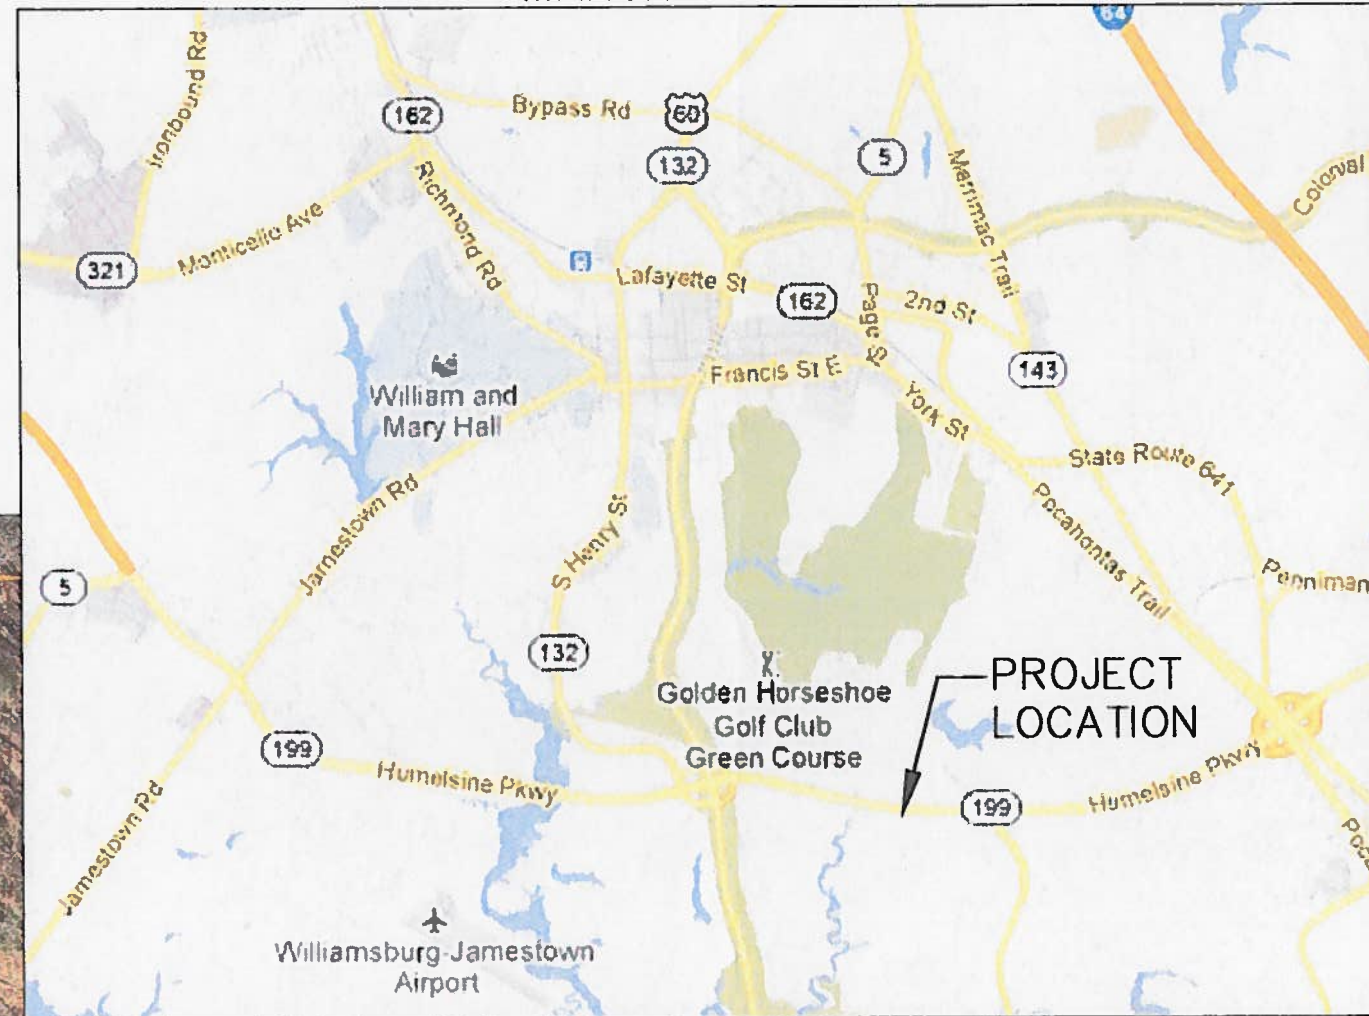 64
Ironbound Rd
162
Bypass Rd
60
132
5
Merrimac Trail
Richmond Rd
Monticello Ave
321
Lafayette St
162
Page St
2nd St
143
Francis St E
York St
William and
Mary Hall
State Route 641
Jamestown Rd
S Henry St
Pocahontas Trail
5
Penniman
132
Golden Horseshoe
Golf Club
Green Course
PROJECT
LOCATION
199
Humelsine Pkwy
199
Humelsine Pkwy
Jamestown Rd
Williamsburg-Jamestown
Airport